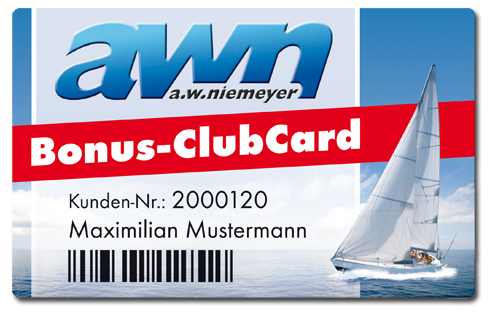 awn
a.w.niemeyer
Bonus-ClubCard
Kunden-Nr.: 2000120
Maximilian Mustermann